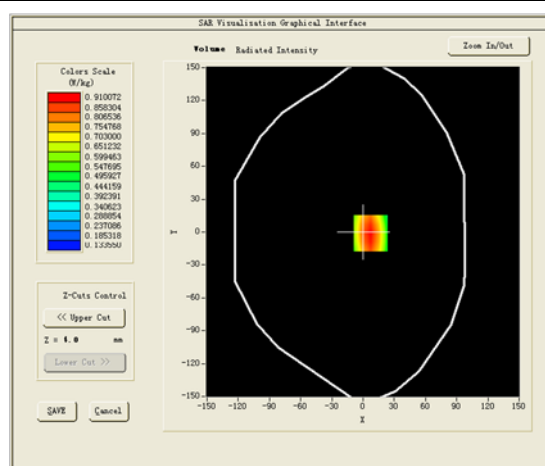 SAR Visualization Graphical Interface
Volume Radiated Intensity
Zoom In/Out
Colors Scale
(W/kg)
0.910072
0.858304
0.806536
0.754768
0.703000
0.651232
0.599463
0.547695
0.495927
0.444159
0.392391
0.340623
0.288854
0.237086
0.185318
0.133550
150
120
90
60
30
0
-30
-60
-90
-120
-150
Y
-150 -120 -90 -60 -30 0 30 60 90 120 150
X
Z-Cuts Control
<< Upper Cut
Z = 4.0 mm
Lower Cut >>
SAVE Cancel